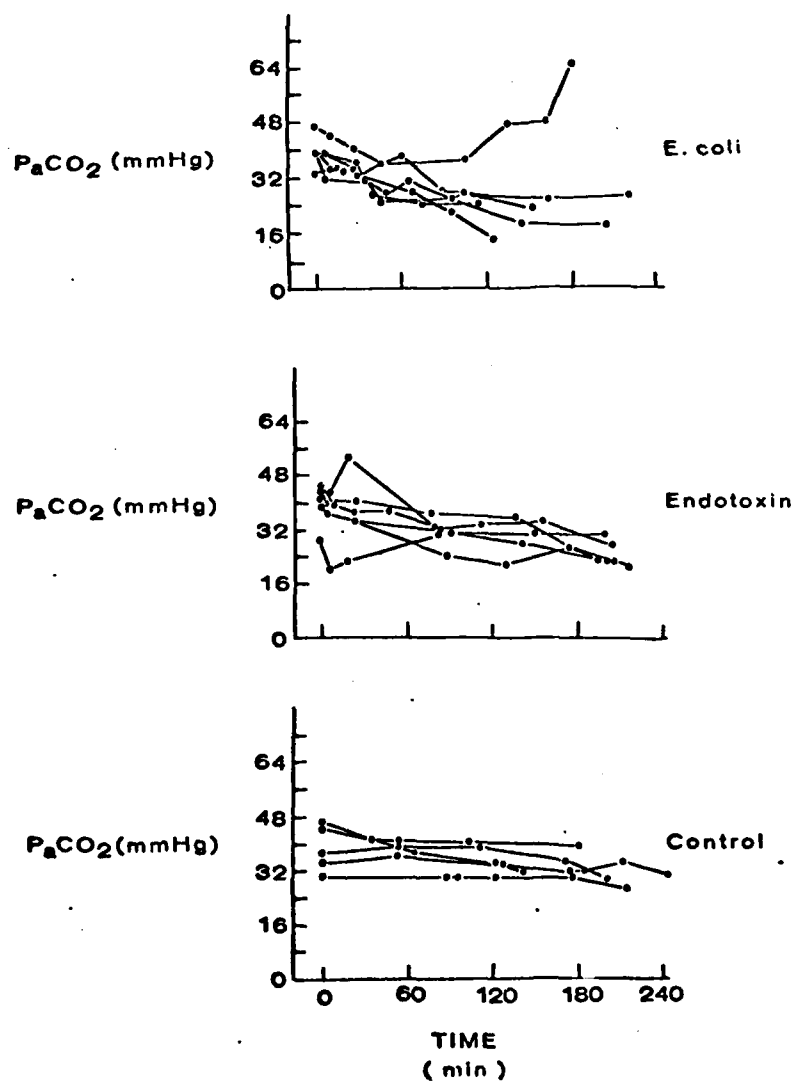 64
48
PaCO2 (mmHg)
E. coli
32
16
0
64
48
PaCO2 (mmHg)
Endotoxin
32
16
0
64
48
PaCO2 (mmHg)
Control
32
16
0
0 60 120 180 240
TIME
(min)